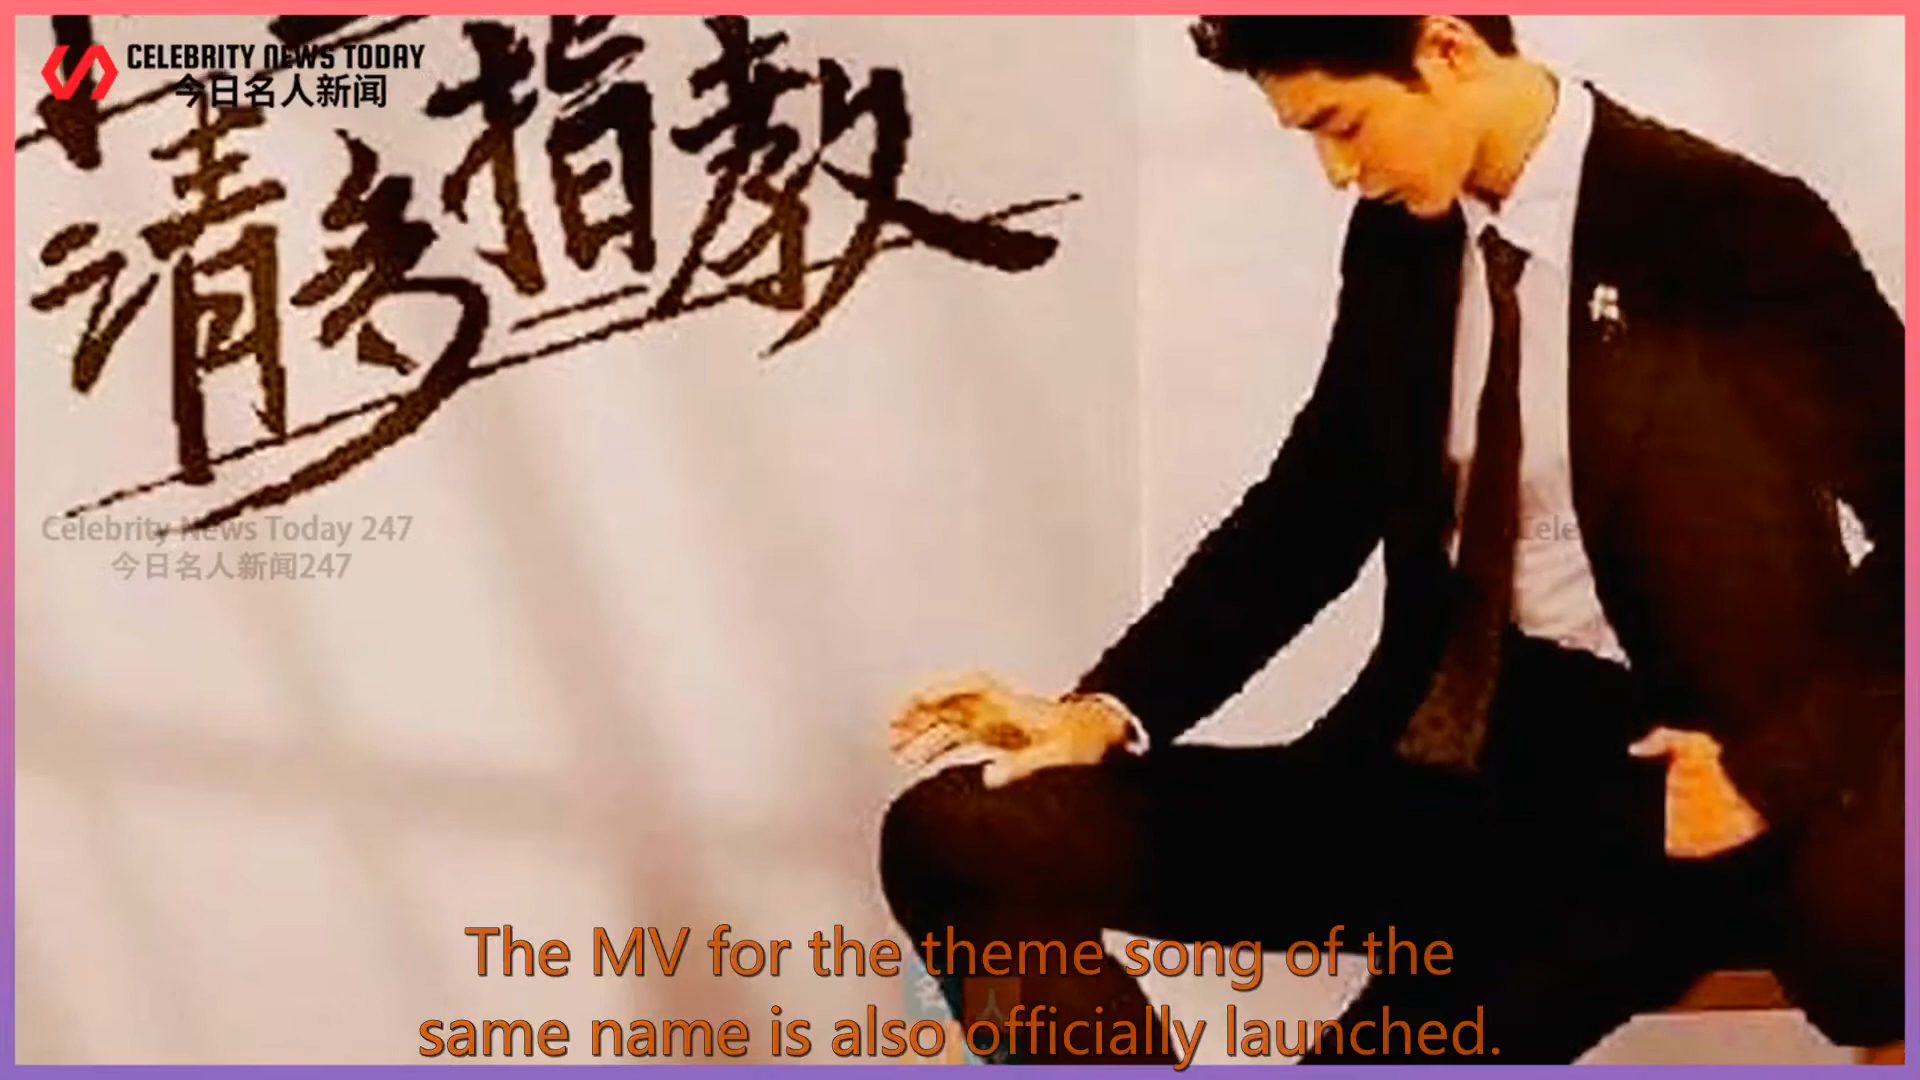 CELEBRITY NEWS TODAY
今日名人新闻
请多指教
Celebrity News Today 247
今日名人新闻247
The MV for the theme song of the
same name is also officially launched.